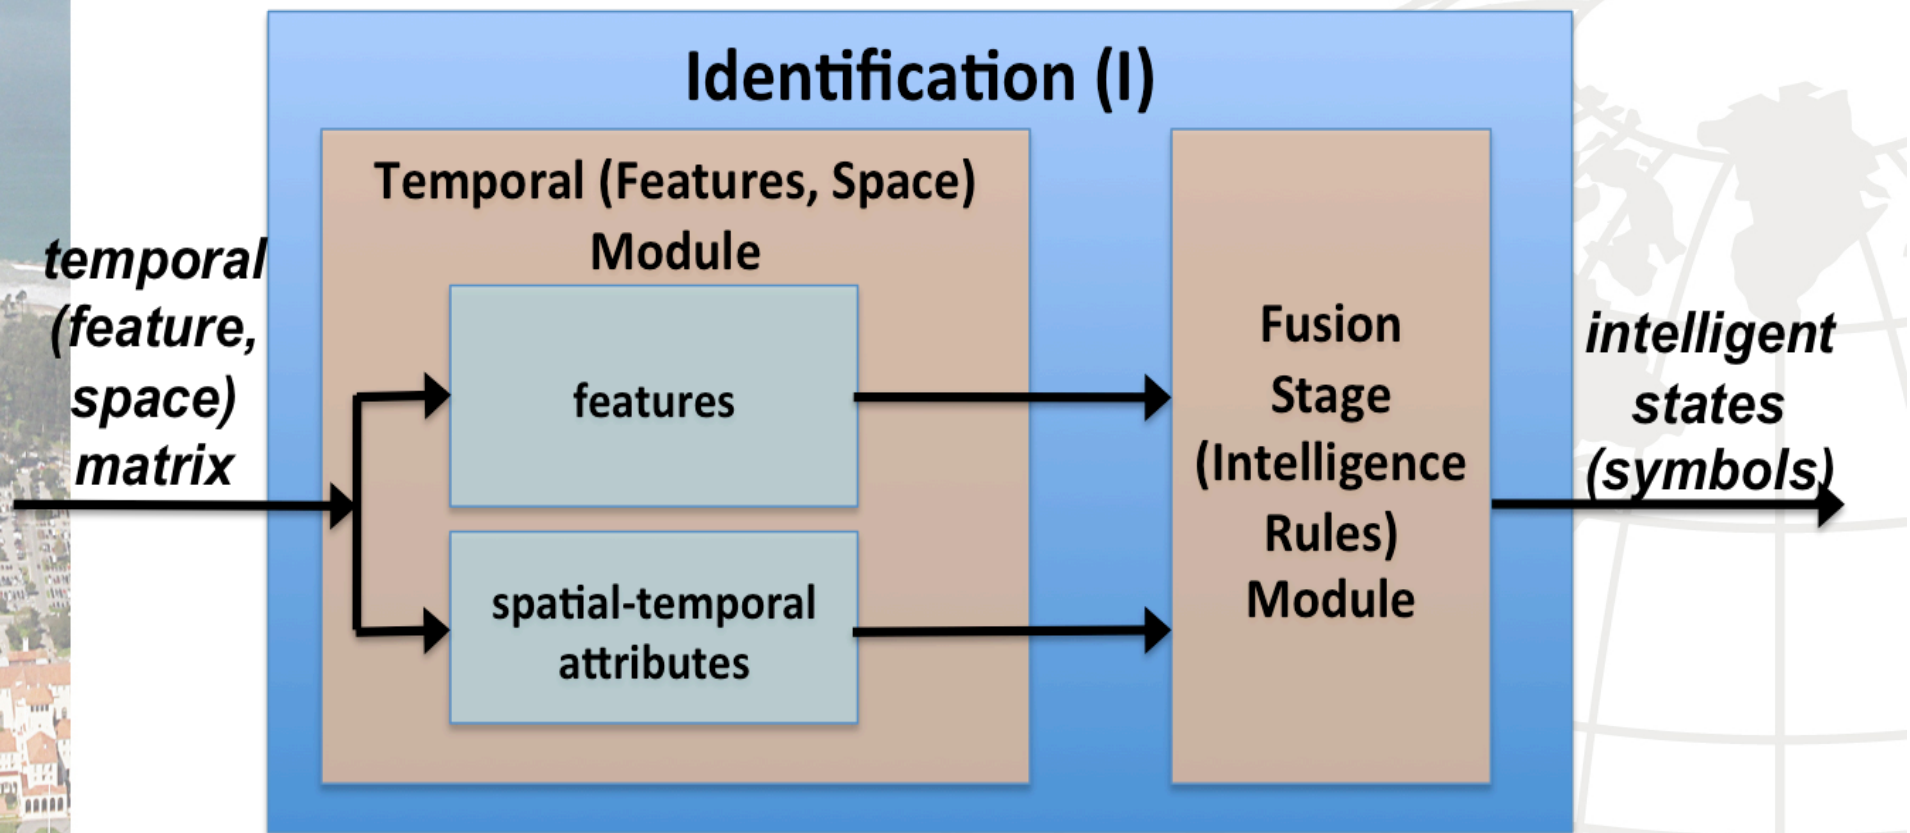 Identification (I)
Temporal (Features, Space)
Module
temporal
(feature,
space)
matrix
features
spatial-temporal
attributes
Fusion
Stage
(Intelligence
Rules)
Module
intelligent
states
(symbols)